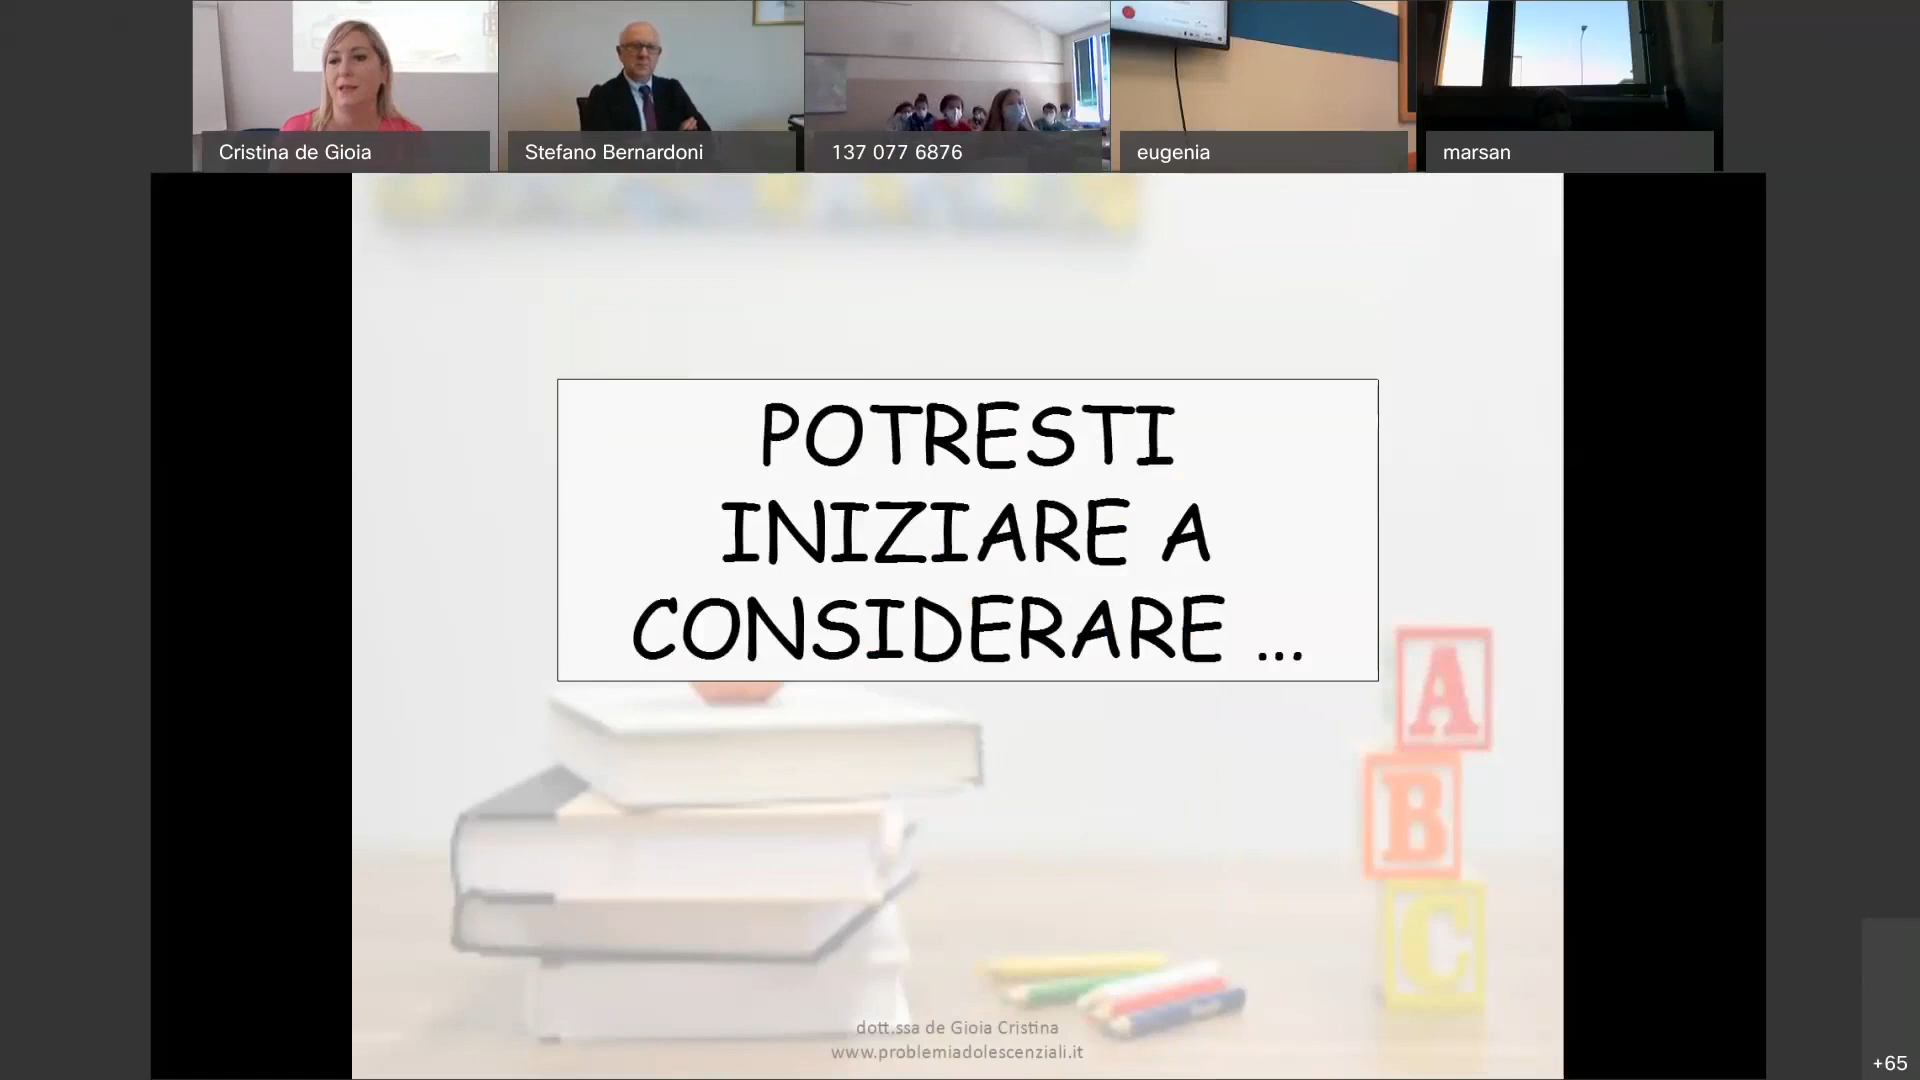 Cristina de Gioia
Stefano Bernardoni
137 077 6876
eugenia
marsan
POTRESTI
INIZIARE A
CONSIDERARE ...
A
B
C
dott.ssa de Gioia Cristina
www.problemiadolescenziali.it
+65